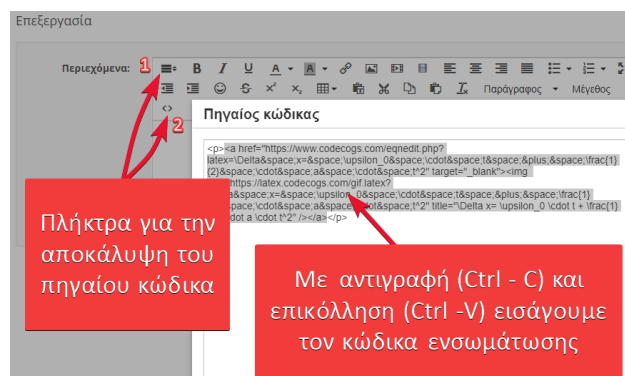 Επεξεργασία
Περιεχόμενα:
1
B I U A A
Παράγραφος Μέγεθος
<>
2
Πηγαίος κώδικας
<p><a href="https://www.codecogs.com/eqnedit.php?
latex=\Delta&space;x=&space;\upsilon_0&space;\cdot&space;t&space;&plus;&space;\frac{1}
{2}&space;\cdot&space;a&space;\cdot&space;t^2" target="_blank"><img
https://latex.codecogs.com/gif.latex?
a&space;x=&space;\upsilon_0&space;\cdot&space;t&space;&plus;&space;\frac{1}
space;\cdot&space;a&space;\cdot&space;t^2" title="\Delta x= \upsilon_0 \cdot t + \frac{1}
dot a \cdot t^2" /></a></p>
Πλήκτρα για την
αποκάλυψη του
πηγαίου κώδικα
Με αντιγραφή (Ctrl - C) και
επικόλληση (Ctrl -V) εισάγουμε
τον κώδικα ενσωμάτωσης